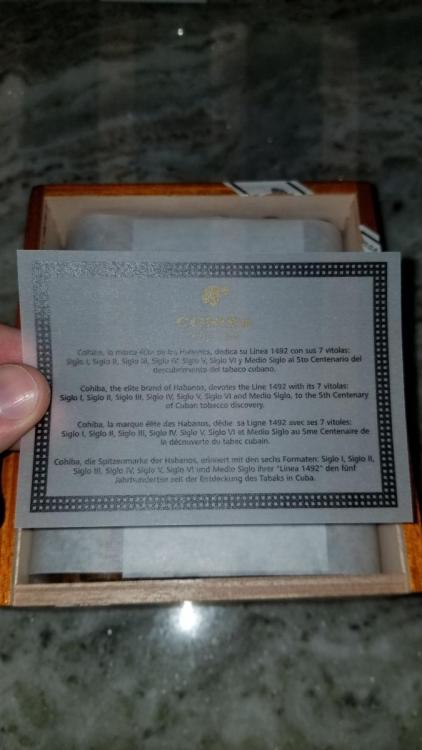 COHIBA
Cohiba, la marca élite de los Habanos, dedica su Línea 1492 con sus 7 vitolas:
Siglo I, Siglo II, Siglo III, Siglo IV, Siglo V, Siglo VI y Medio Siglo al 5to Centenario del
descubrimiento del tabaco cubano.
Cohiba, the elite brand of Habanos, devotes the Line 1492 with its 7 vitolas:
Siglo I, Siglo II, Siglo III, Siglo IV, Siglo V, Siglo VI and Medio Siglo, to the 5th Centenary
of Cuban tobacco discovery.
Cohiba, la marque élite des Habanos, dédie sa Ligne 1492 avec ses 7 vitoles:
Siglo I, Siglo II, Siglo III, Siglo IV, Siglo V, Siglo VI et Medio Siglo au 5me Centenaire de
la découverte du tabac cubain.
Cohiba, die Spitzenmarke der Habanos, erinnert mit den sechs Formaten: Siglo I, Siglo II,
Siglo III, Siglo IV, Siglo V, Siglo VI und Medio Siglo ihrer "Linea 1492" den fünf
Jahrhunderten seit der Entdeckung des Tabaks in Cuba.